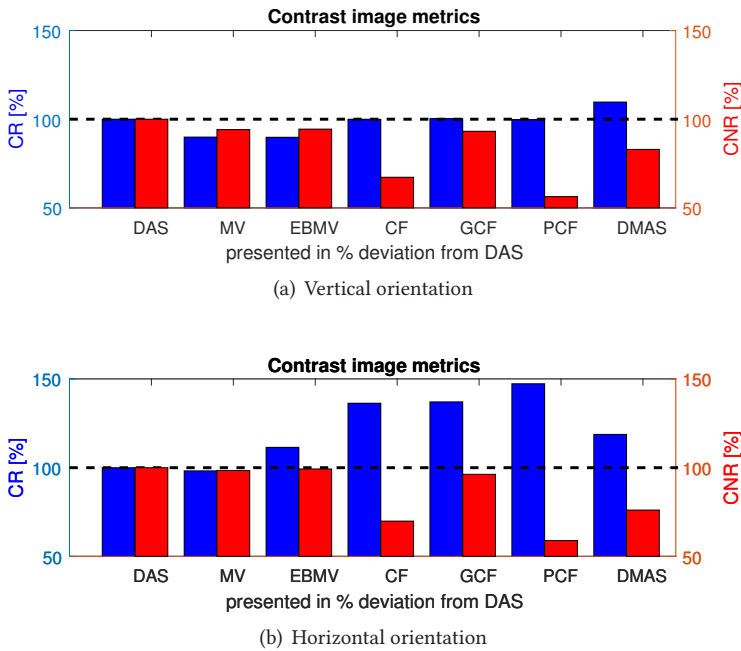 Contrast image metrics
150
150
CR [%]
CNR [%]
100
100
50
50
DAS MV EBMV CF GCF PCF DMAS
presented in % deviation from DAS
(a) Vertical orientation
Contrast image metrics
150
150
CR [%]
CNR [%]
100
100
50
50
DAS MV EBMV CF GCF PCF DMAS
presented in % deviation from DAS
(b) Horizontal orientation